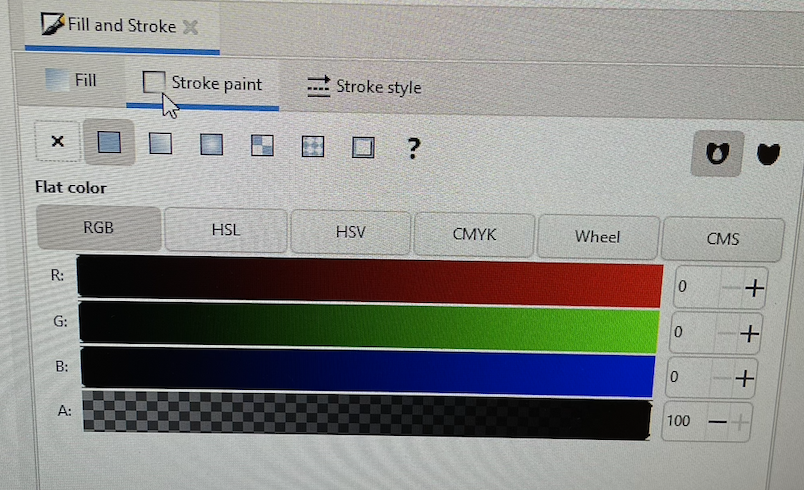 Fill and Stroke
Fill Stroke paint Stroke style
?
Flat color
RGB HSL HSV CMYK Wheel CMS
R: 0
G: 0
B: 0
A: 100